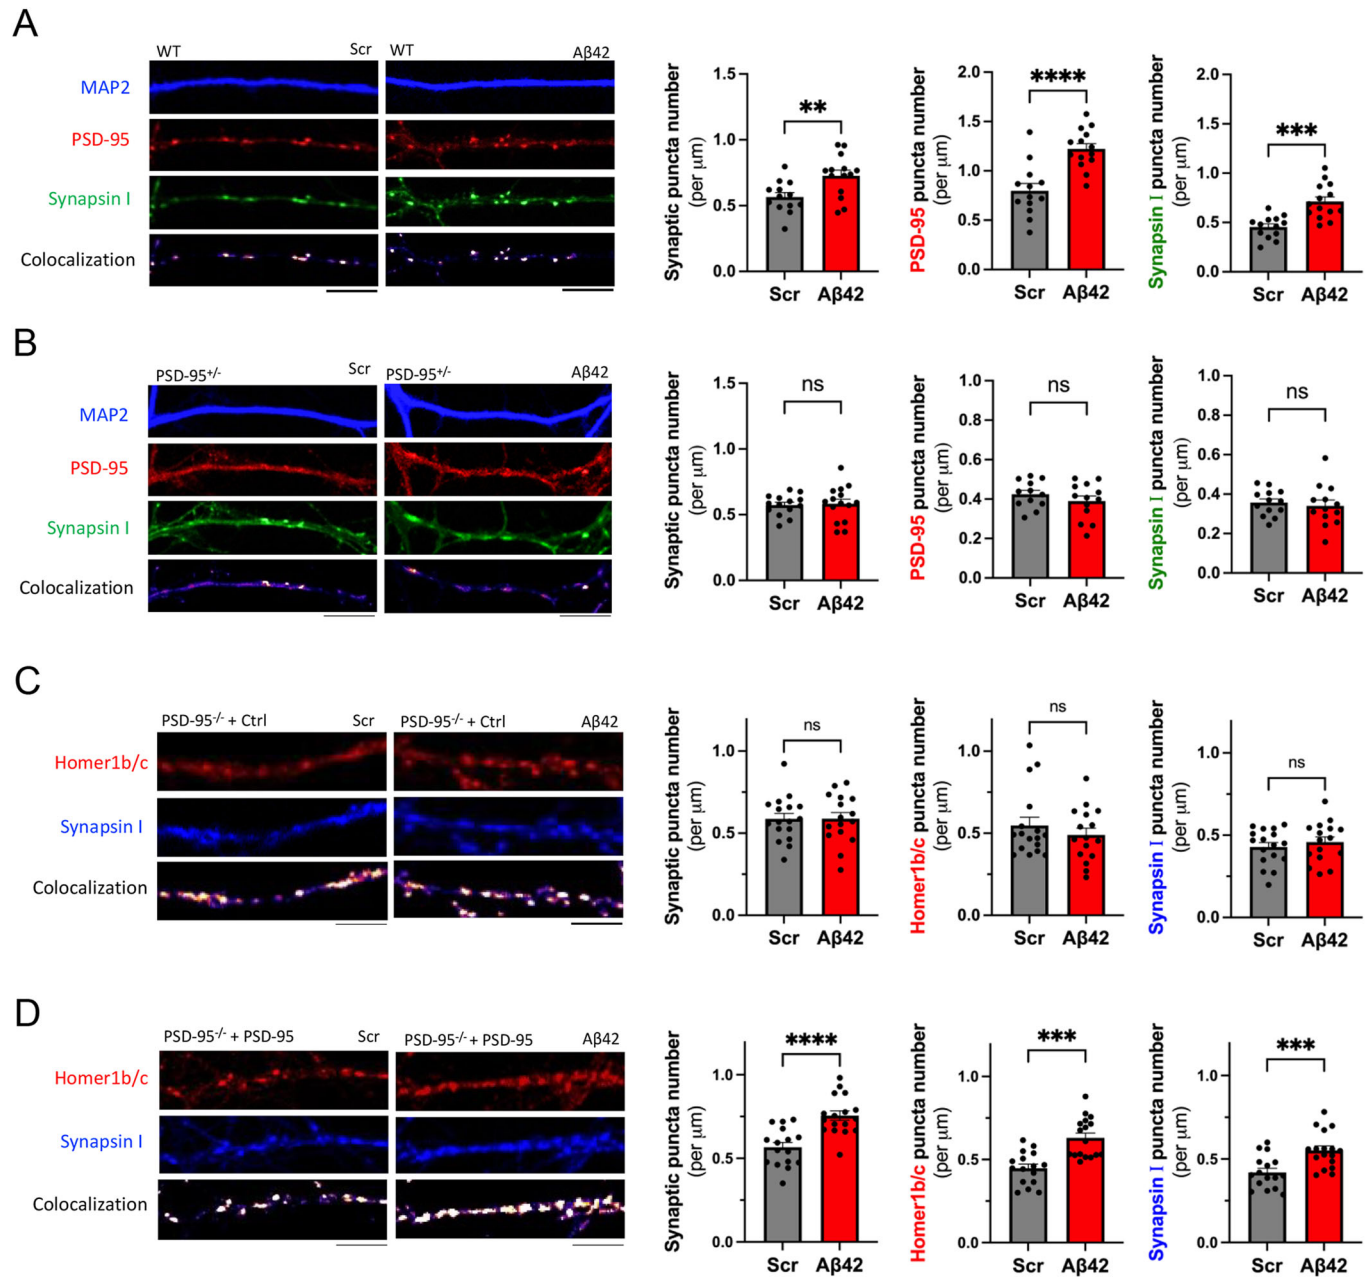 A
WT Scr WT Aβ42
MAP2
PSD-95
Synapsin I
Colocalization
Synaptic puncta number
(per μm)
1.5
1.0
0.5
0.0
**
Scr Aβ42
PSD-95 puncta number
(per μm)
2.0
1.5
1.0
0.5
0.0
****
Scr Aβ42
Synapsin I puncta number
(per μm)
2.0
1.5
1.0
0.5
0.0
***
Scr Aβ42
B
PSD-95+/- Scr PSD-95+/- Aβ42
MAP2
PSD-95
Synapsin I
Colocalization
Synaptic puncta number
(per μm)
1.5
1.0
0.5
0.0
ns
Scr Aβ42
PSD-95 puncta number
(per μm)
1.0
0.8
0.6
0.4
0.2
0.0
ns
Scr Aβ42
Synapsin I puncta number
(per μm)
1.0
0.8
0.6
0.4
0.2
0.0
ns
Scr Aβ42
C
PSD-95-/- + Ctrl Scr PSD-95-/- + Ctrl Aβ42
Homer1b/c
Synapsin I
Colocalization
Synaptic puncta number
(per μm)
1.0
0.5
0.0
ns
Scr Aβ42
Homer1b/c puncta number
(per μm)
1.0
0.5
0.0
ns
Scr Aβ42
Synapsin I puncta number
(per μm)
1.0
0.5
0.0
ns
Scr Aβ42
D
PSD-95-/- + PSD-95 Scr PSD-95-/- + PSD-95 Aβ42
Homer1b/c
Synapsin I
Colocalization
Synaptic puncta number
(per μm)
1.0
0.5
0.0
****
Scr Aβ42
Homer1b/c puncta number
(per μm)
1.0
0.5
0.0
***
Scr Aβ42
Synapsin I puncta number
(per μm)
1.0
0.5
0.0
***
Scr Aβ42